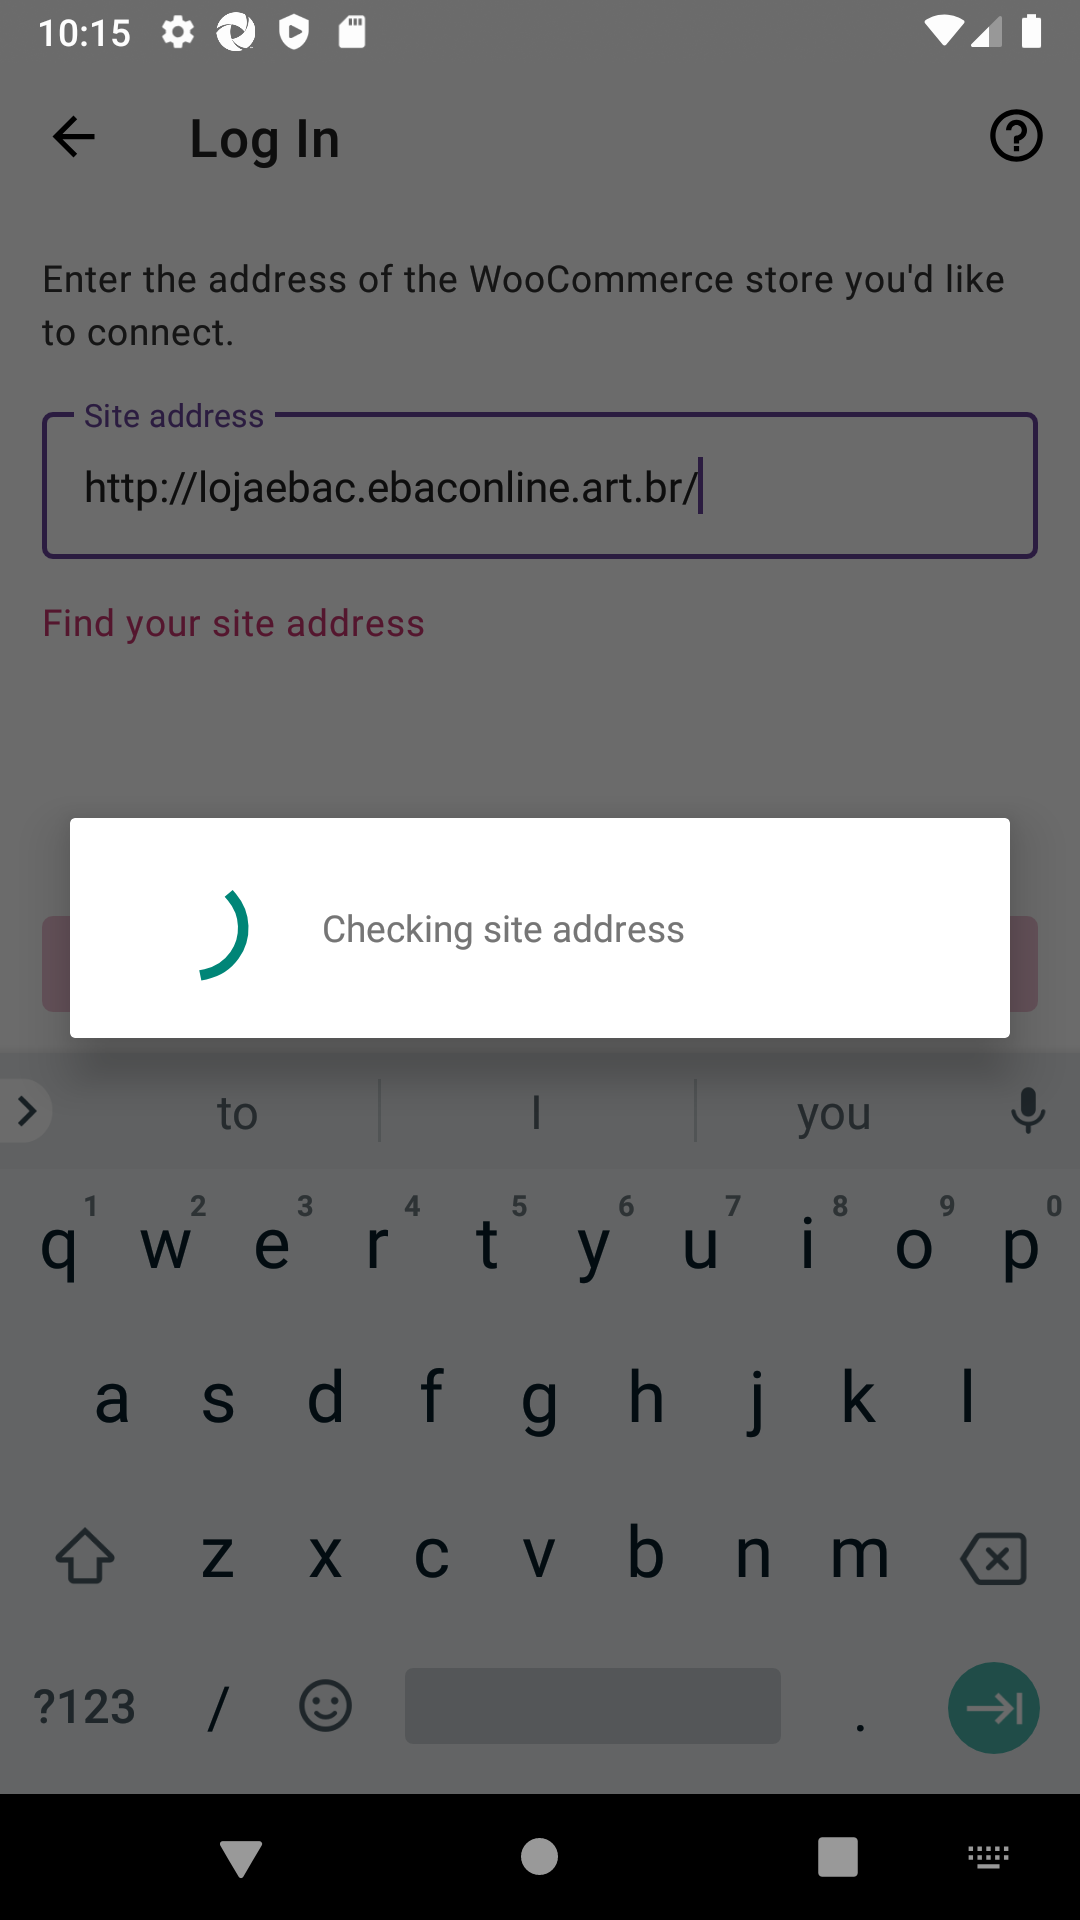 10:15
Log In
Enter the address of the WooCommerce store you'd like
to connect.
Site address
http://lojaebac.ebaconline.art.br/
Find your site address
Checking site address
to I you
1 2 3 4 5 6 7 8 9 0
q w e r t y u i o p
a s d f g h j k l
z x c v b n m
?123 / .